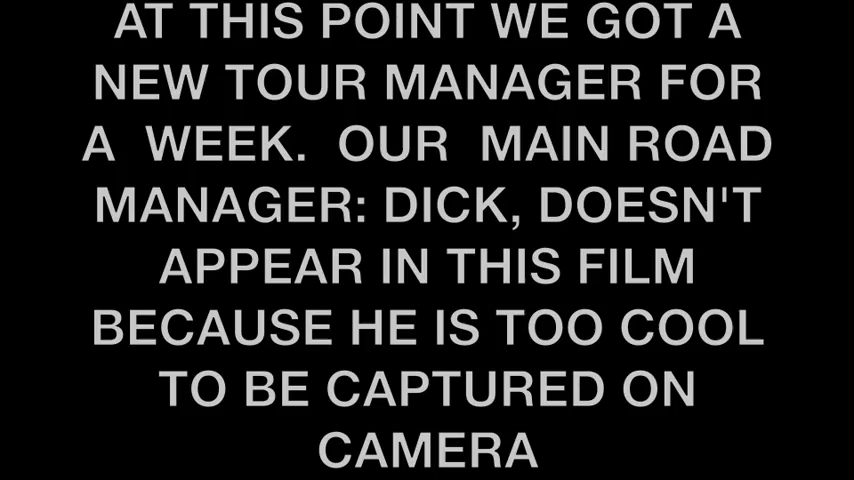 AT THIS POINT WE GOT A
NEW TOUR MANAGER FOR
A WEEK. OUR MAIN ROAD
MANAGER: DICK, DOESN'T
APPEAR IN THIS FILM
BECAUSE HE IS TOO COOL
TO BE CAPTURED ON
CAMERA